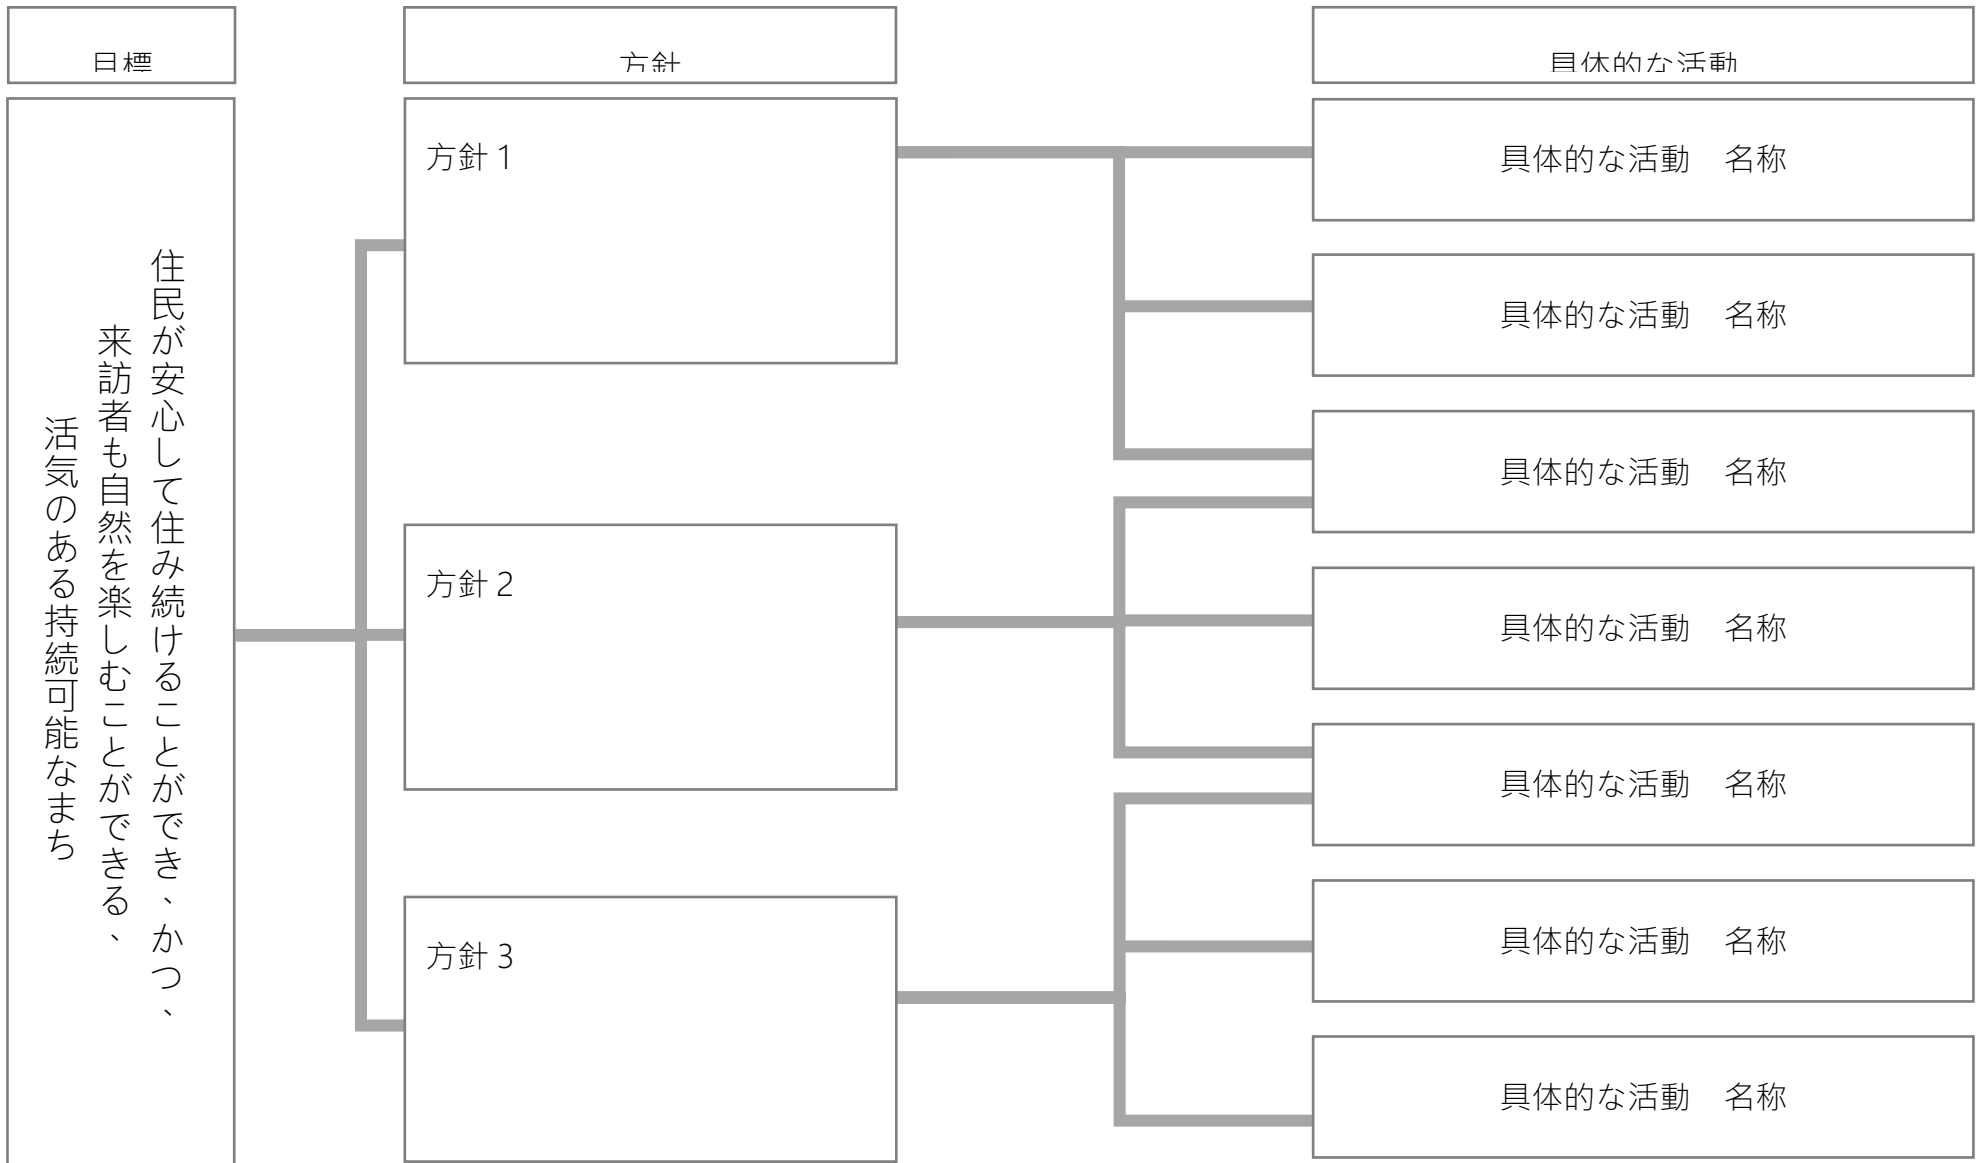 目標
方針
具体的な活動
住民が安心して住み続けることができ、かつ、
来訪者も自然を楽しむことができる、
活気のある持続可能なまち
方針１
方針２
方針３
具体的な活動　名称
具体的な活動　名称
具体的な活動　名称
具体的な活動　名称
具体的な活動　名称
具体的な活動　名称
具体的な活動　名称